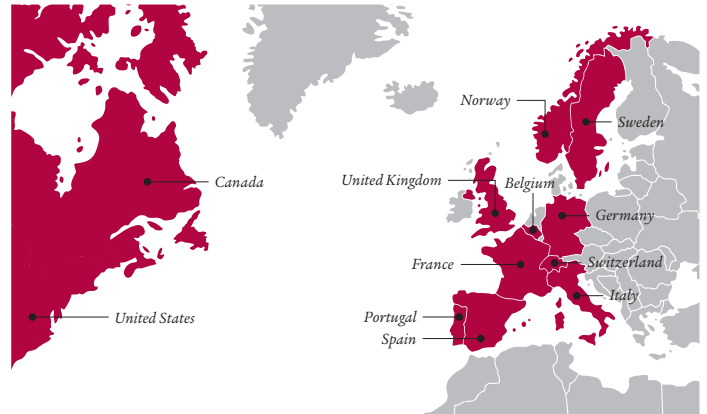 Norway
Sweden
United Kingdom
Belgium
Canada
Germany
France
Switzerland
Italy
United States
Portugal
Spain